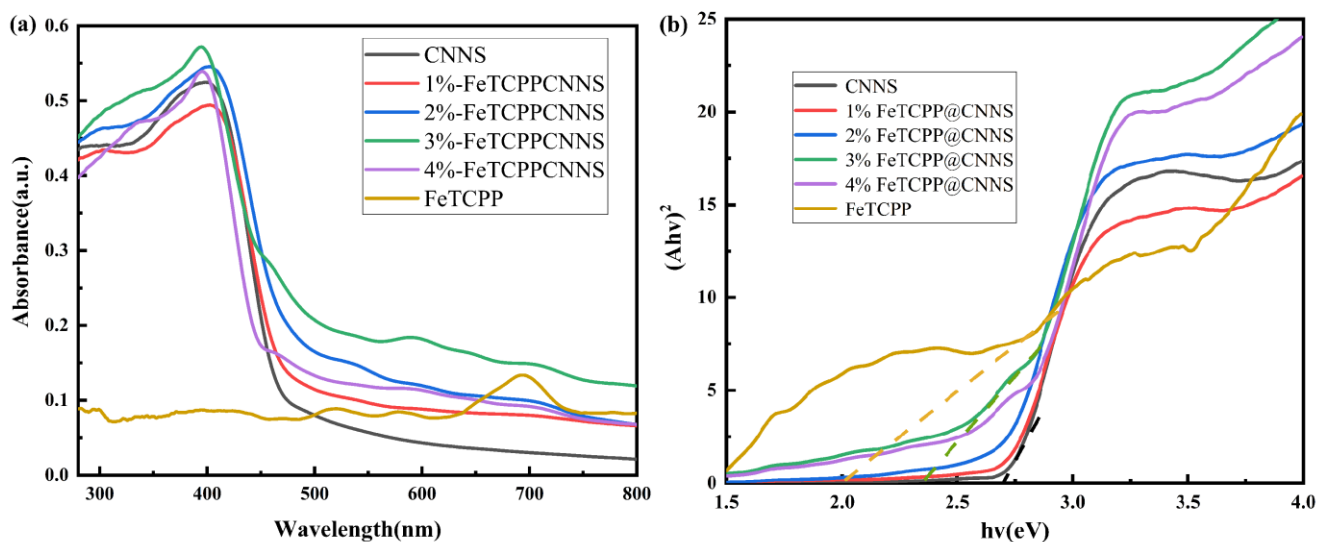 (a)
0.6
0.5
0.4
0.3
0.2
0.1
0.0
Absorbance(a.u.)
CNNS
1%-FeTCPPCNNS
2%-FeTCPPCNNS
3%-FeTCPPCNNS
4%-FeTCPPCNNS
FeTCPP
300 400 500 600 700 800
Wavelength(nm)
(b)
25
20
15
10
5
0
(Ahν)²
CNNS
1% FeTCPP@CNNS
2% FeTCPP@CNNS
3% FeTCPP@CNNS
4% FeTCPP@CNNS
FeTCPP
1.5 2.0 2.5 3.0 3.5 4.0
hν(eV)